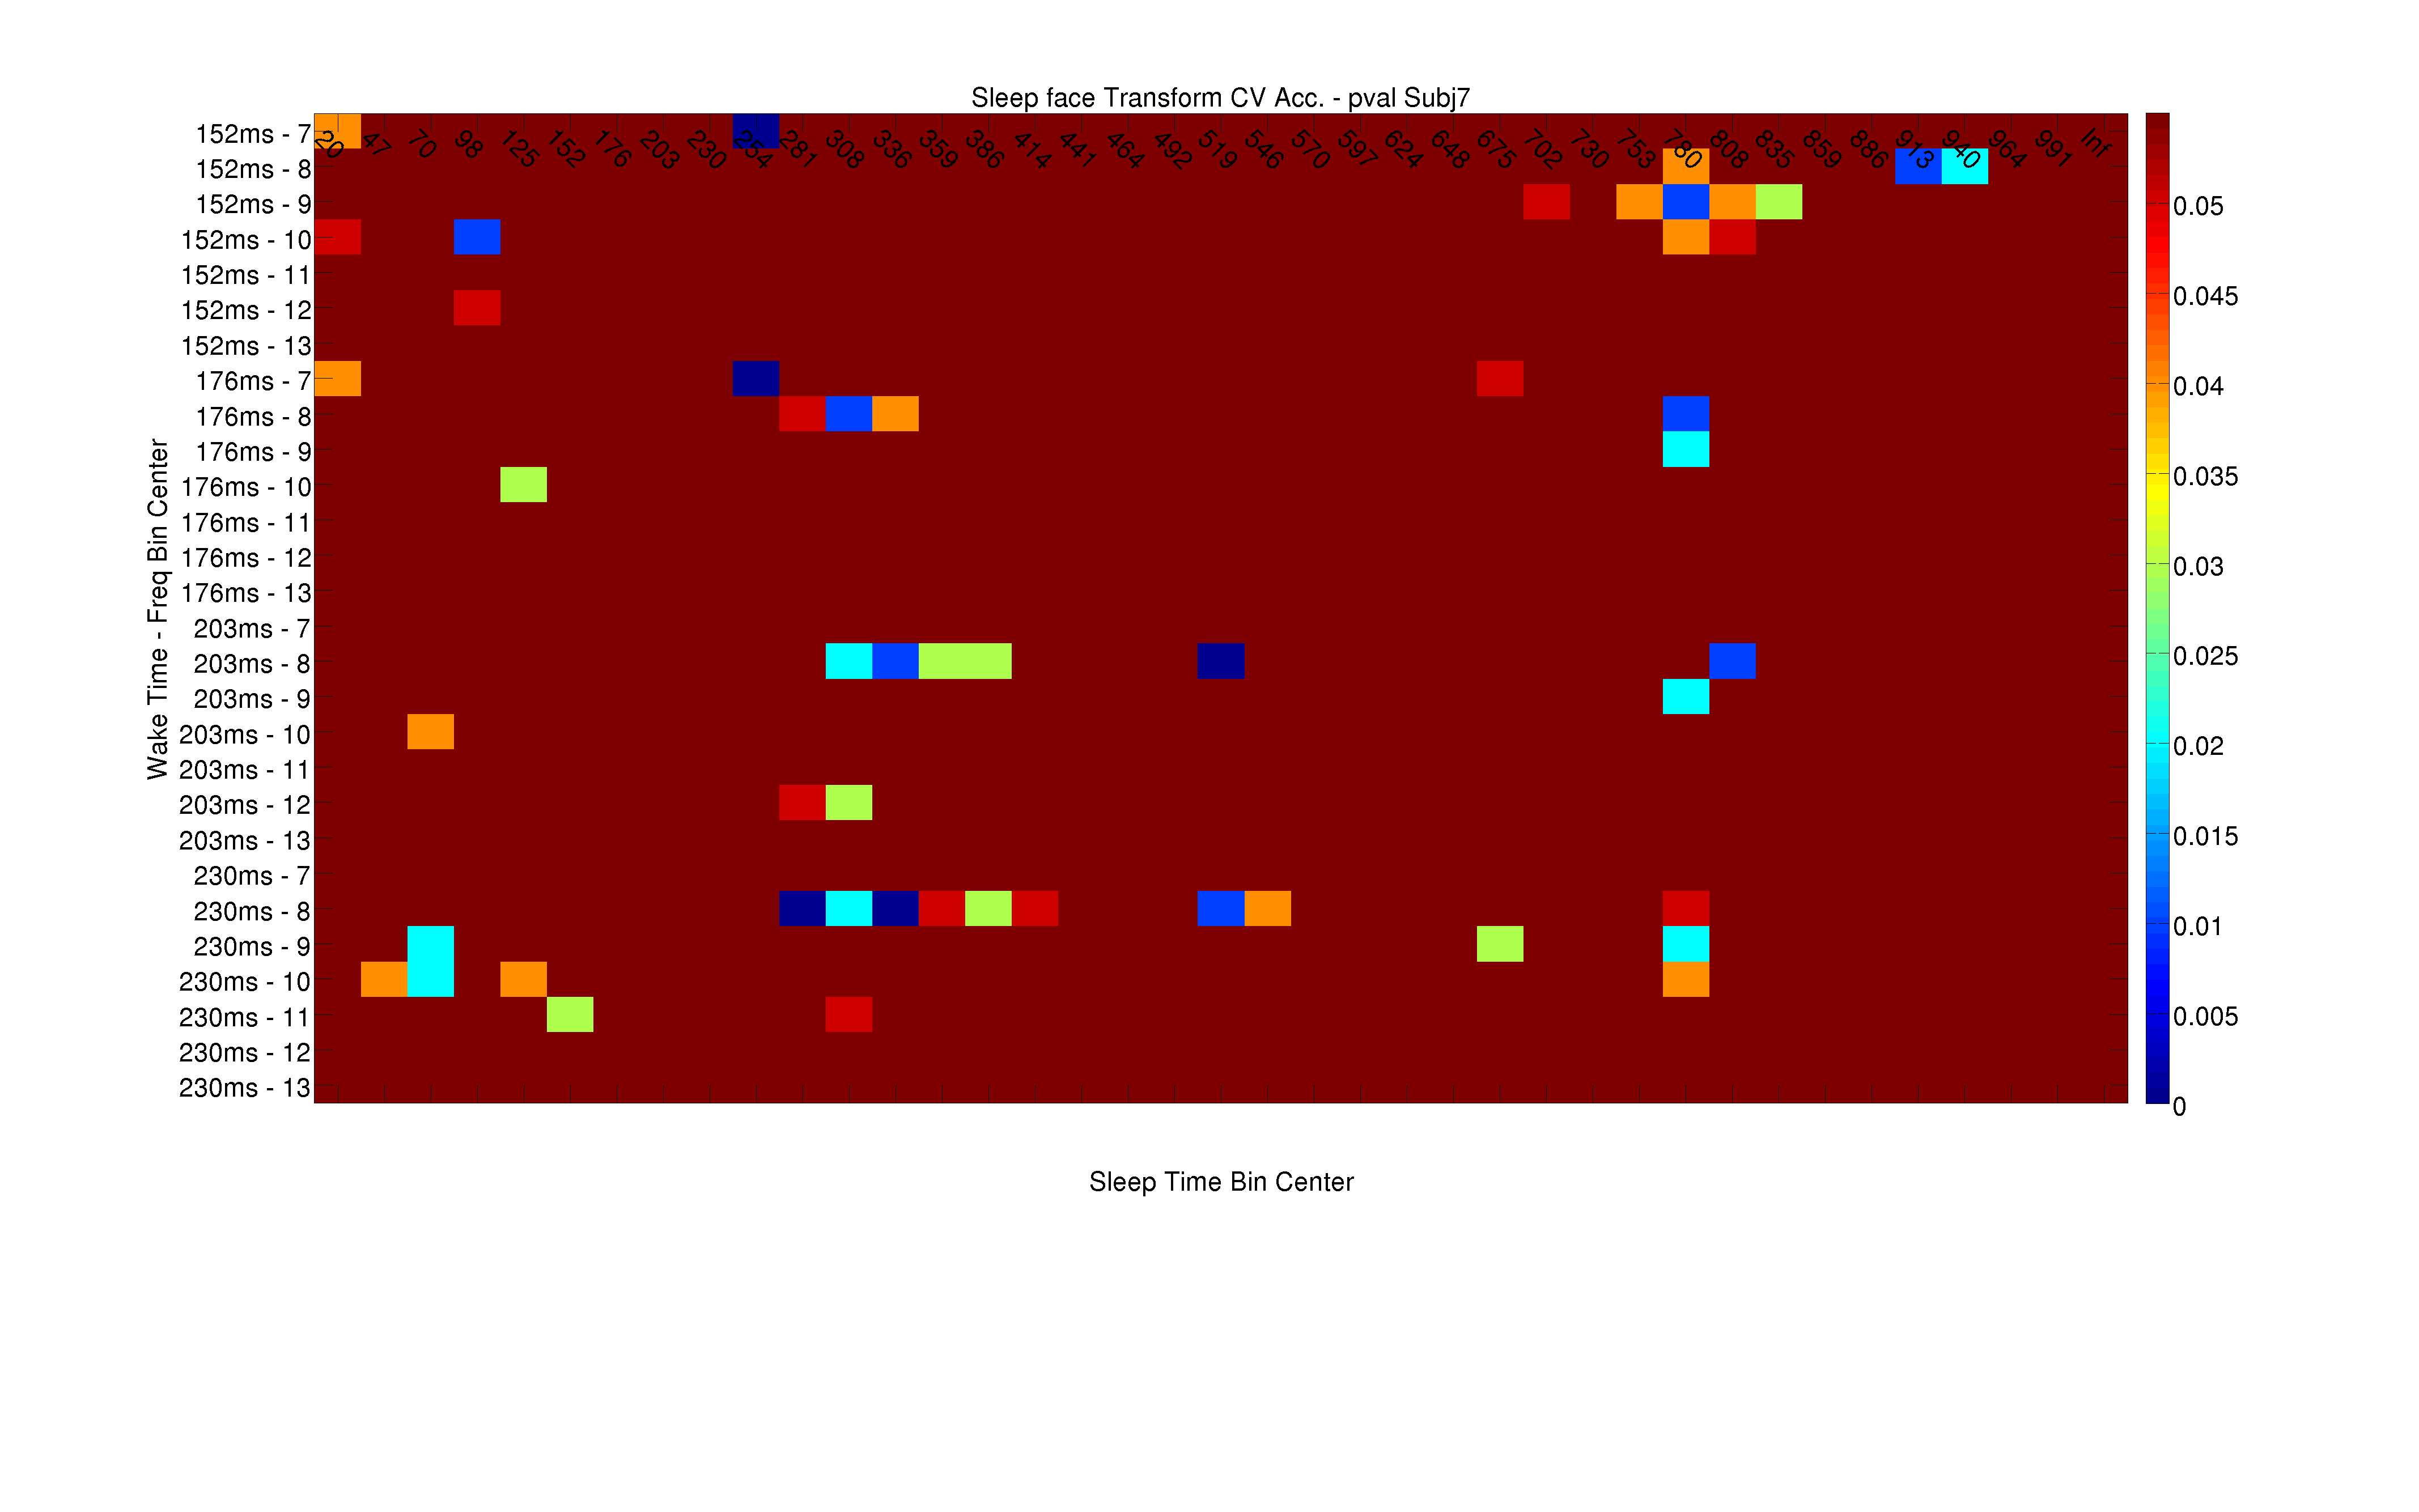 Sleep face Transform CV Acc. - pval Subj7
20 47 70 98 125 152 176 203 230 254 281 308 336 359 386 414 441 464 492 519 546 570 597 624 648 675 702 730 753 780 808 835 859 886 913 940 964 991 Inf
Wake Time - Freq Bin Center
152ms - 7
152ms - 8
152ms - 9
152ms - 10
152ms - 11
152ms - 12
152ms - 13
176ms - 7
176ms - 8
176ms - 9
176ms - 10
176ms - 11
176ms - 12
176ms - 13
203ms - 7
203ms - 8
203ms - 9
203ms - 10
203ms - 11
203ms - 12
203ms - 13
230ms - 7
230ms - 8
230ms - 9
230ms - 10
230ms - 11
230ms - 12
230ms - 13
0.05
0.045
0.04
0.035
0.03
0.025
0.02
0.015
0.01
0.005
0
Sleep Time Bin Center